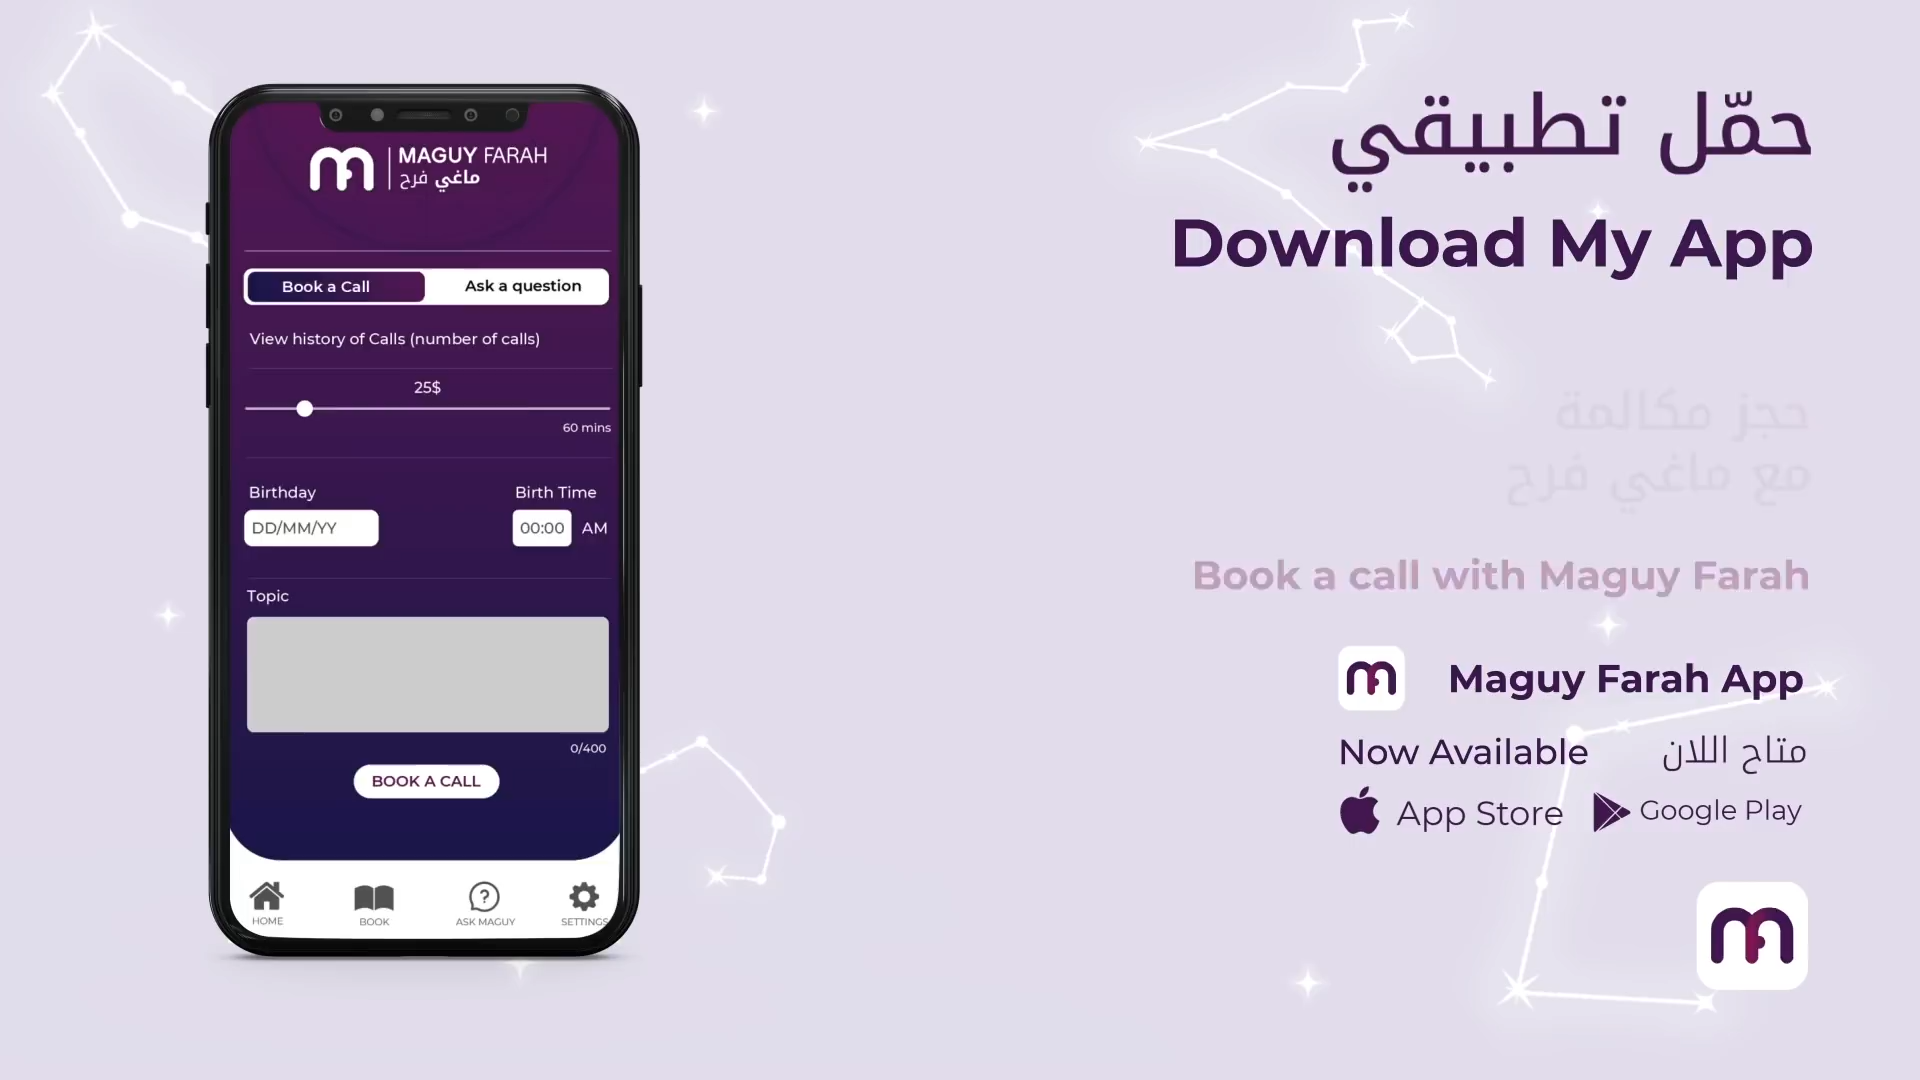 MAGUY FARAH
ماغي فرح
Book a Call
Ask a question
View history of Calls (number of calls)
25$
60 mins
Birthday
Birth Time
DD/MM/YY
00:00 AM
Topic
0/400
BOOK A CALL
HOME
BOOK
ASK MAGUY
SETTINGS
حمّل تطبيقي
Download My App
حجز مكالمة
مع ماغي فرح
Book a call with Maguy Farah
Maguy Farah App
Now Available
متاح اللان
App Store
Google Play